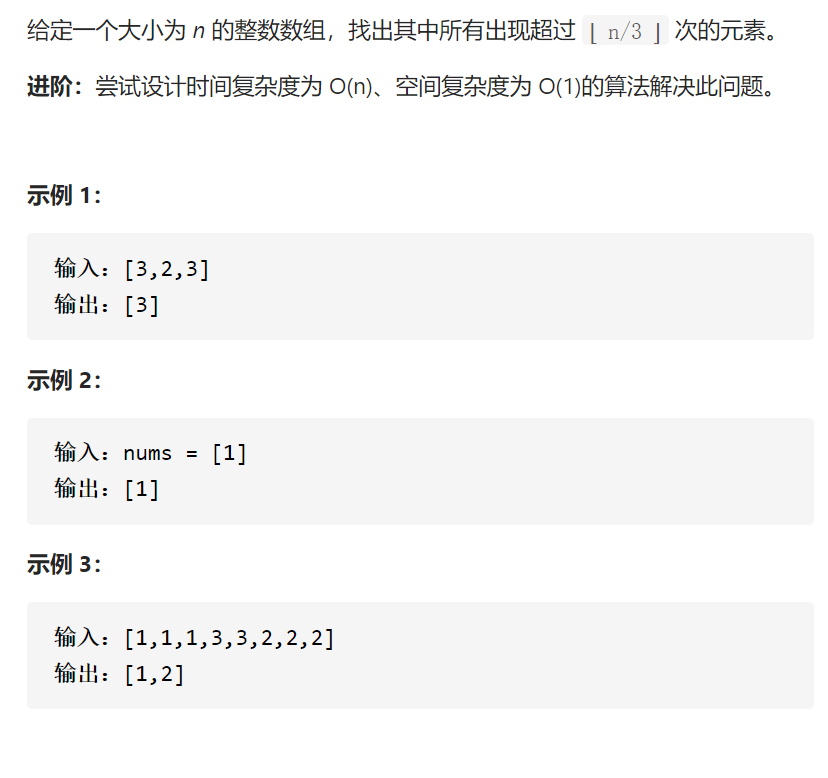 给定一个大小为 n 的整数数组，找出其中所有出现超过 ⌊ n/3 ⌋ 次的元素。
进阶：尝试设计时间复杂度为 O(n)、空间复杂度为 O(1)的算法解决此问题。
示例 1：
输入：[3,2,3]
输出：[3]
示例 2：
输入：nums = [1]
输出：[1]
示例 3：
输入：[1,1,1,3,3,2,2,2]
输出：[1,2]